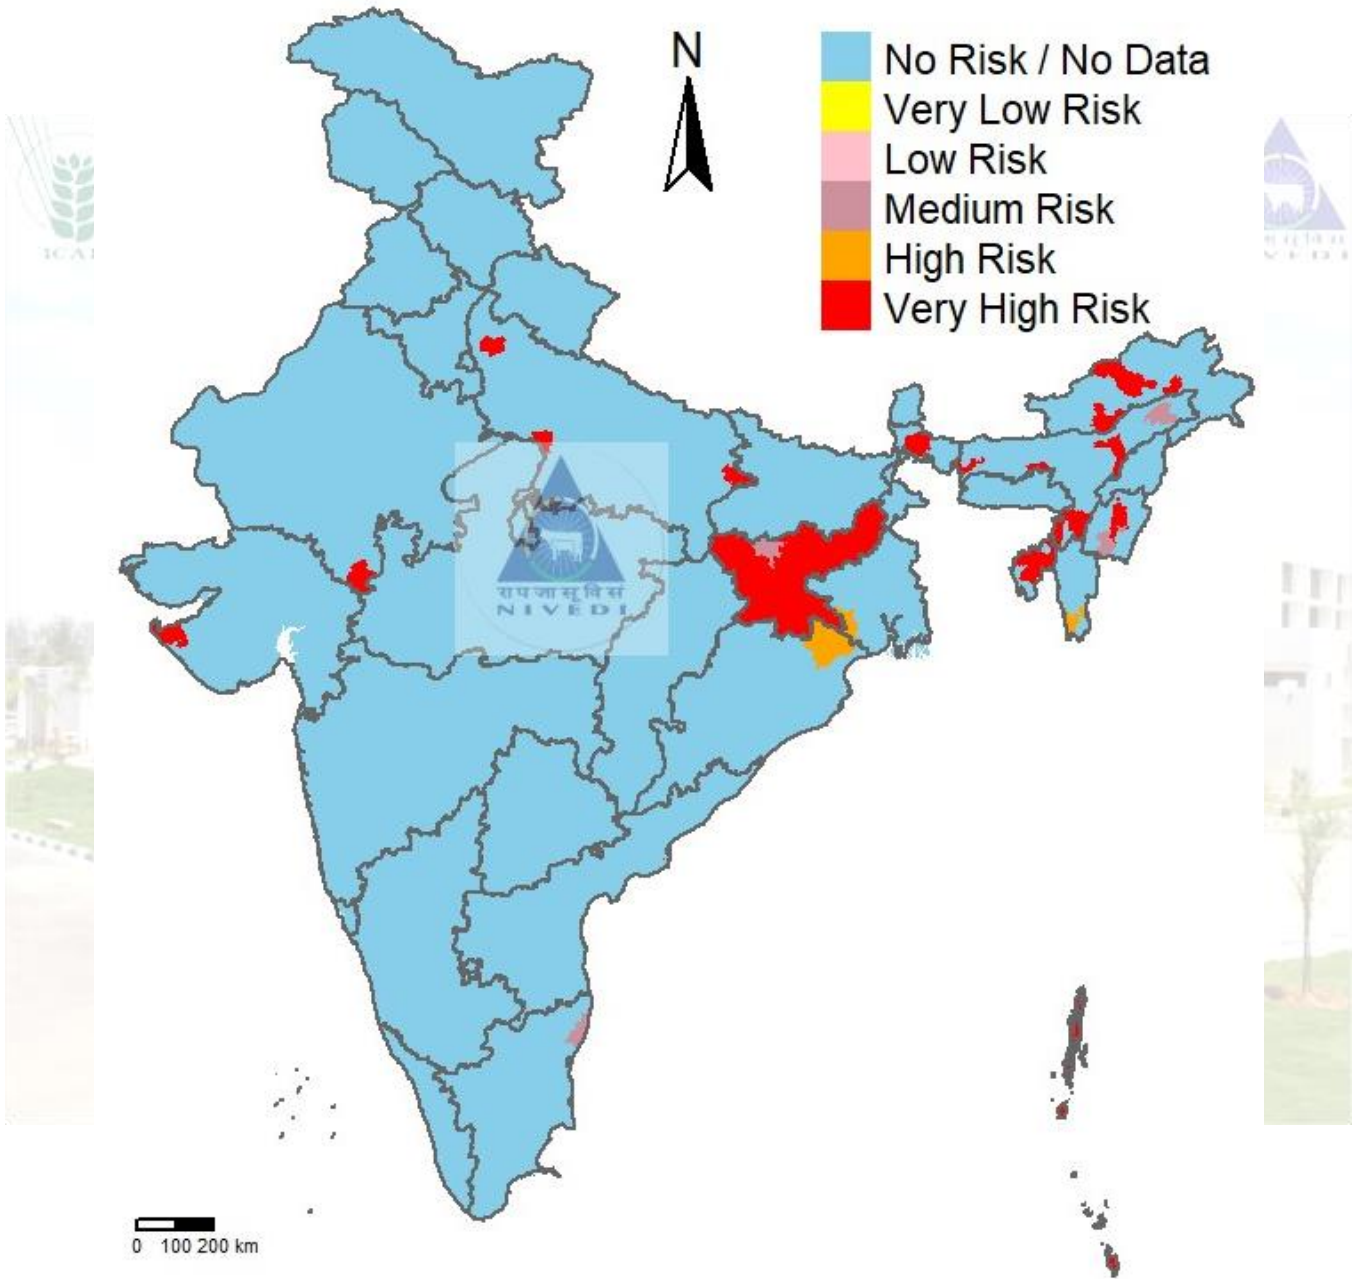 N
No Risk / No Data
Very Low Risk
Low Risk
Medium Risk
High Risk
Very High Risk
रापजासूविसं
NIVEDI
0 100 200 km